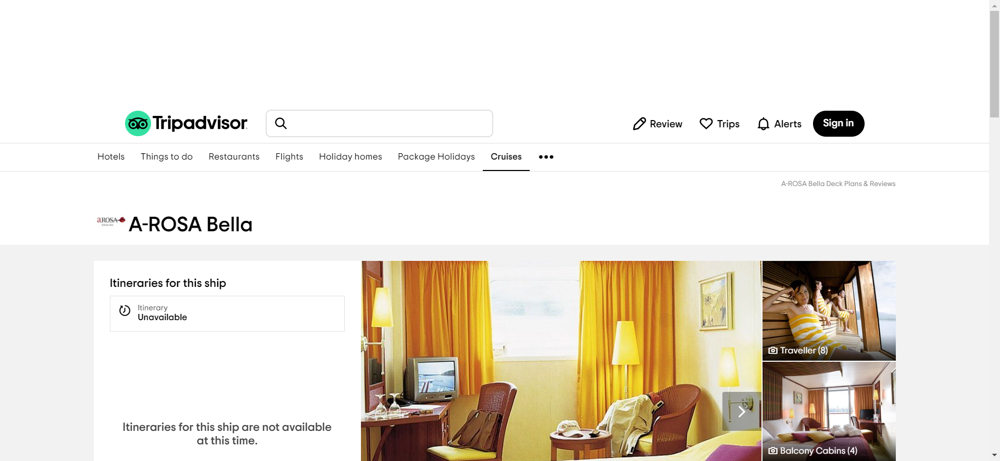 Tripadvisor
Review
Trips
Alerts
Sign in
Hotels
Things to do
Restaurants
Flights
Holiday homes
Package Holidays
Cruises
A-ROSA Bella Deck Plans & Reviews
aROSA
A-ROSA Bella
Itineraries for this ship
Itinerary
Unavailable
Itineraries for this ship are not available
at this time.
Traveller (8)
Balcony Cabins (4)